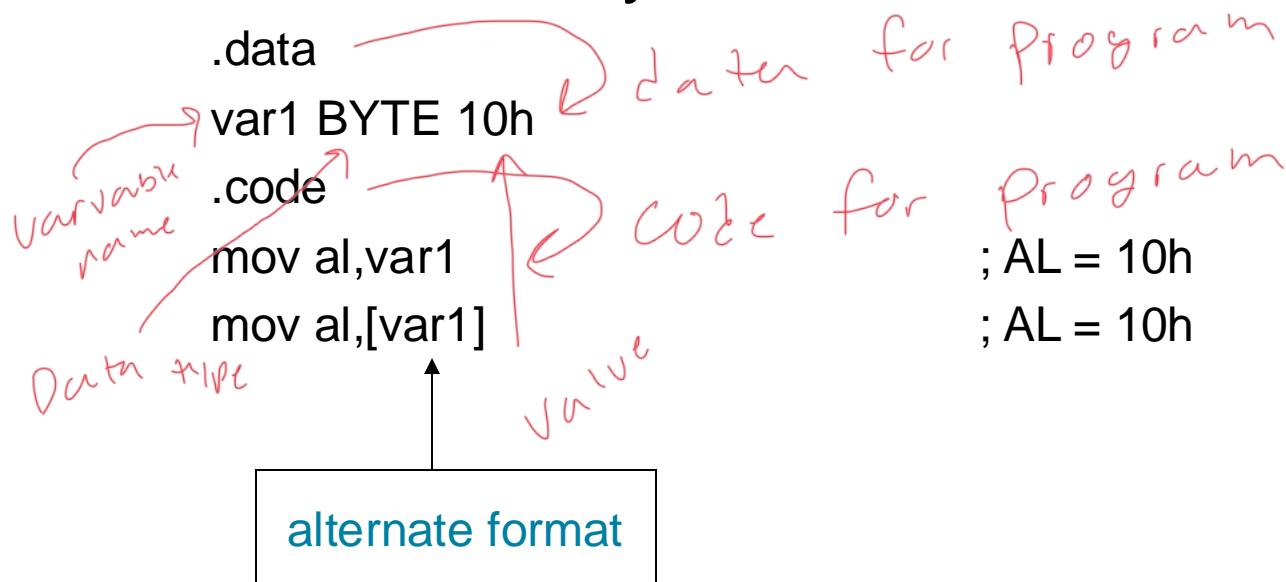 .data
data for program
var1 BYTE 10h
variable name
.code
code for program
mov al,var1 ; AL = 10h
mov al,[var1] ; AL = 10h
Data type
value
alternate format